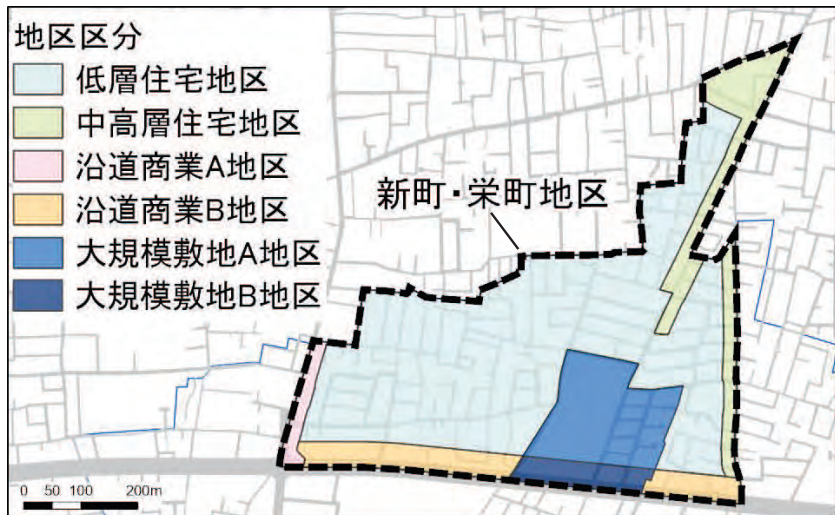 地区区分
低層住宅地区
中高層住宅地区
沿道商業A地区
沿道商業B地区
大規模敷地A地区
大規模敷地B地区
新町・栄町地区
0 50 100 200m